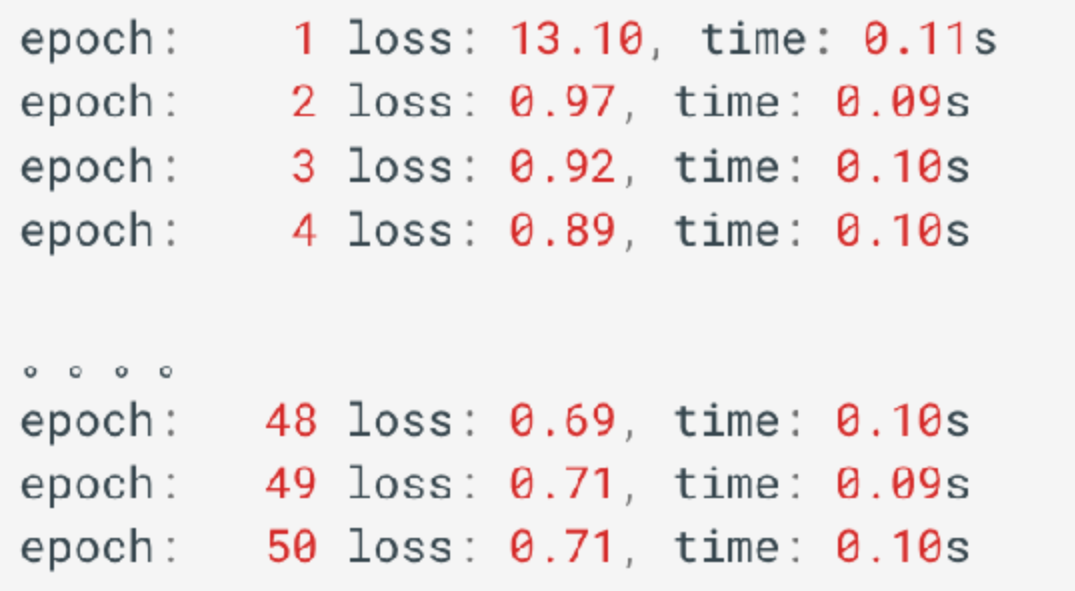 epoch: 1 loss: 13.10, time: 0.11s
epoch: 2 loss: 0.97, time: 0.09s
epoch: 3 loss: 0.92, time: 0.10s
epoch: 4 loss: 0.89, time: 0.10s
。。。。
epoch: 48 loss: 0.69, time: 0.10s
epoch: 49 loss: 0.71, time: 0.09s
epoch: 50 loss: 0.71, time: 0.10s